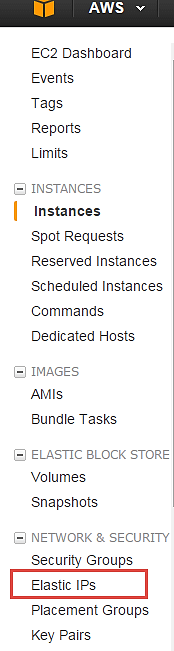 AWS
EC2 Dashboard
Events
Tags
Reports
Limits
INSTANCES
Instances
Spot Requests
Reserved Instances
Scheduled Instances
Commands
Dedicated Hosts
IMAGES
AMIs
Bundle Tasks
ELASTIC BLOCK STORE
Volumes
Snapshots
NETWORK & SECURITY
Security Groups
Elastic IPs
Placement Groups
Key Pairs